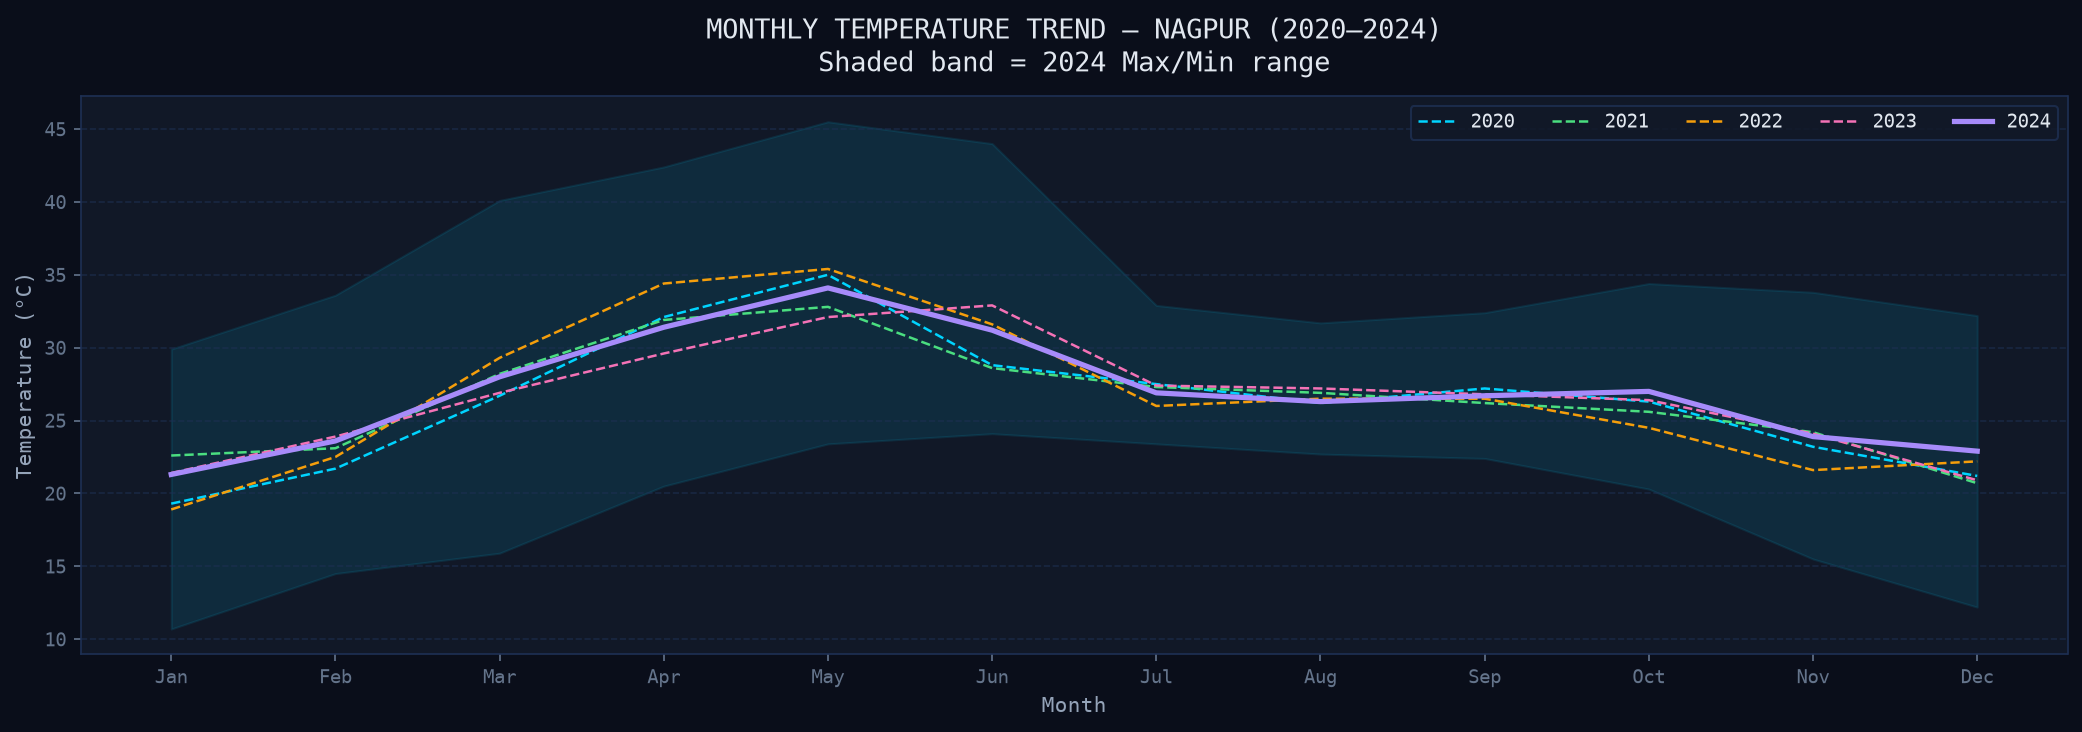 MONTHLY TEMPERATURE TREND — NAGPUR (2020–2024)
Shaded band = 2024 Max/Min range
2020 2021 2022 2023 2024
Temperature (°C)
45
40
35
30
25
20
15
10
Jan Feb Mar Apr May Jun Jul Aug Sep Oct Nov Dec
Month